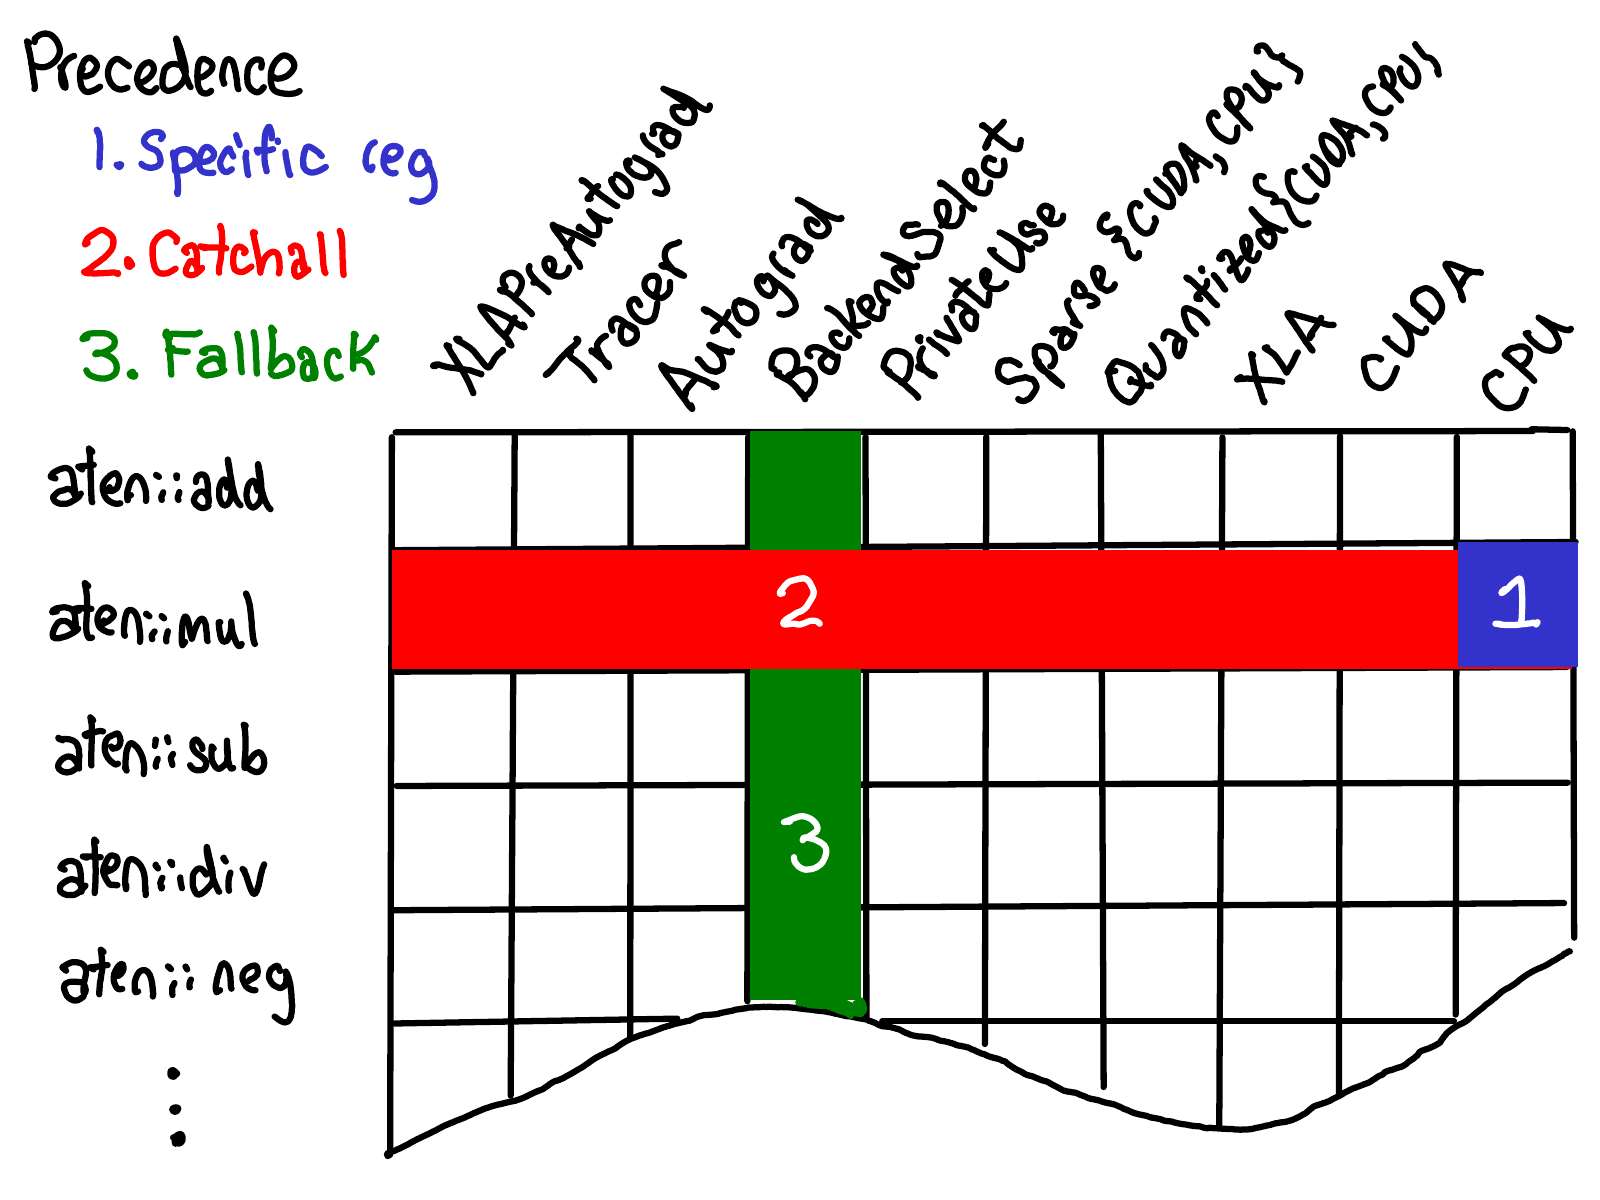 Precedence
1. Specific reg
2. Catchall
3. Fallback
XLAPreAutograd
Tracer
Autograd
BackendSelect
PrivateUse
Sparse {CUDA, CPU}
Quantized{CUDA, CPU}
XLA
CUDA
CPU
aten::add
aten::mul
2
1
aten::sub
aten::div
3
aten::neg
⋮